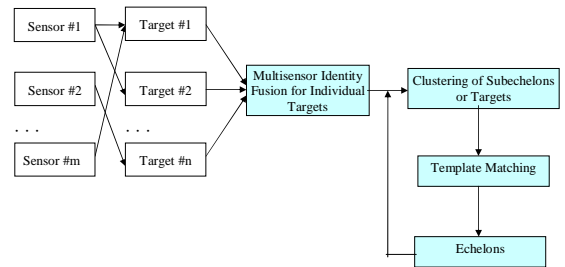 Sensor #1
Target #1
Multisensor Identity
Fusion for Individual
Targets
Clustering of Subechelons
or Targets
Sensor #2
Target #2
. . .
. . .
Sensor #m
Target #n
Template Matching
Echelons